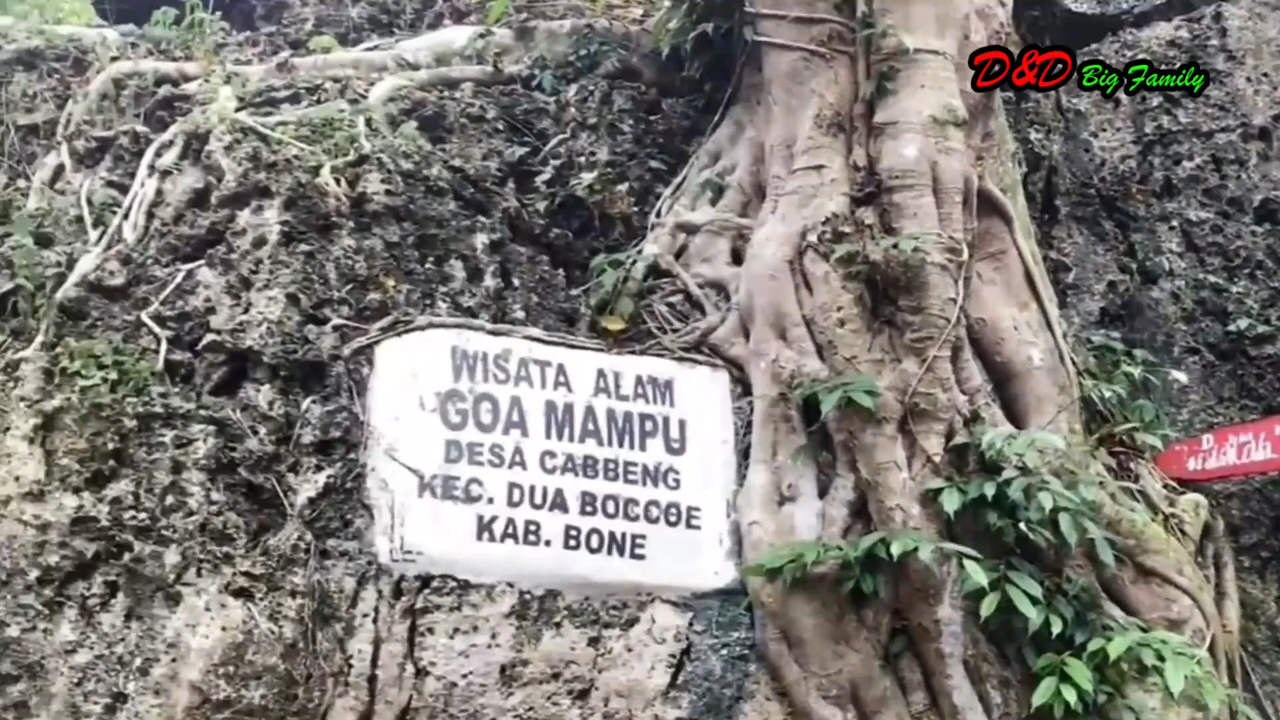 D&D Big Family
WISATA ALAM
GOA MAMPU
DESA CABBENG
KEC. DUA BOCCOE
KAB. BONE